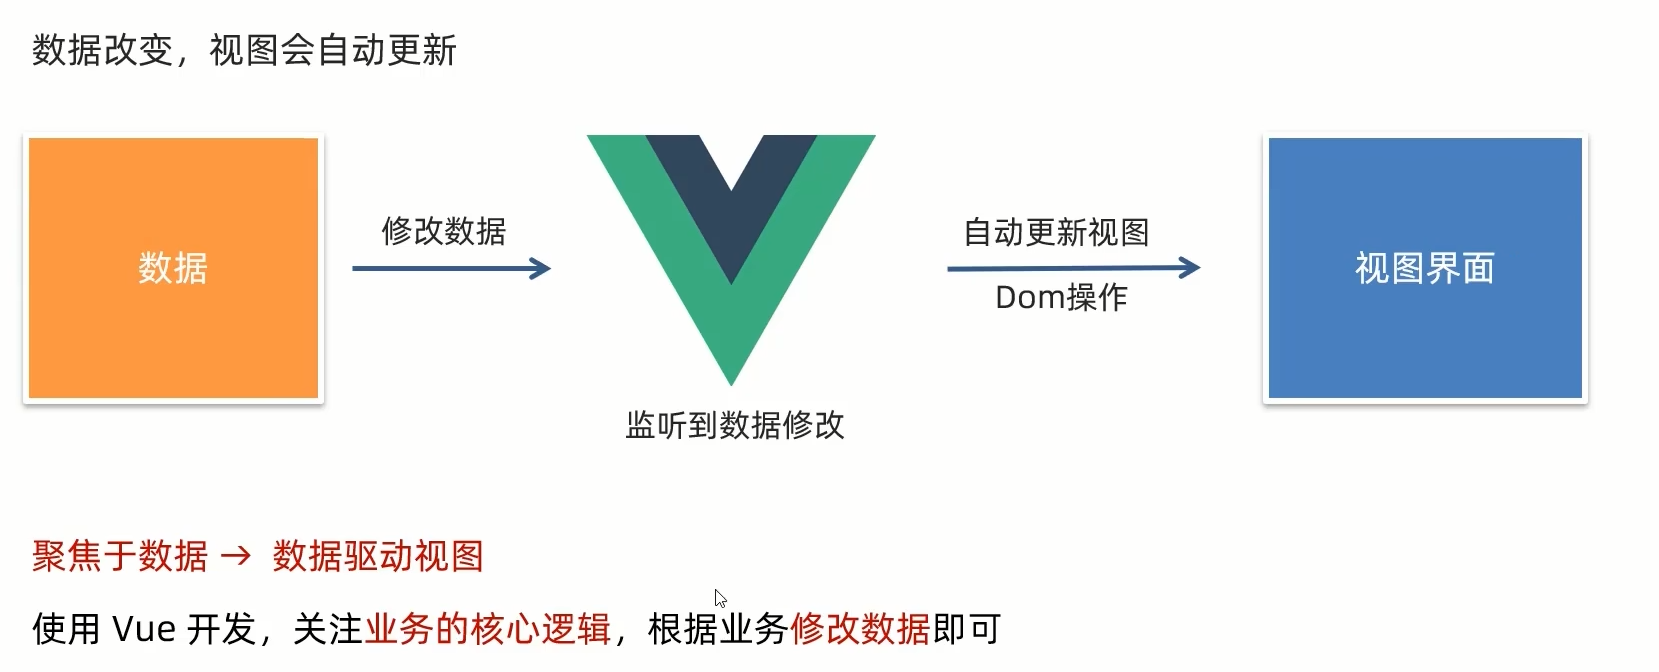 数据改变，视图会自动更新
数据
修改数据
监听到数据修改
自动更新视图
Dom操作
视图界面
聚焦于数据 → 数据驱动视图
使用 Vue 开发，关注业务的核心逻辑，根据业务修改数据即可